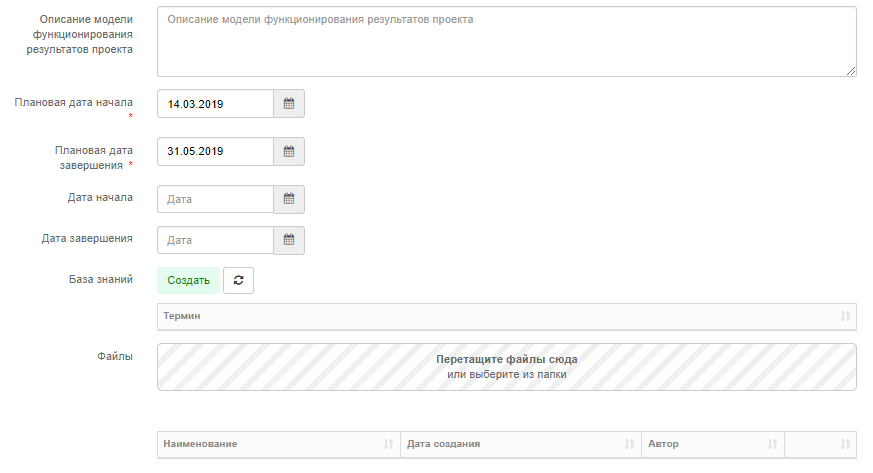 Описание модели
функционирования
результатов проекта
Описание модели функционирования результатов проекта
Плановая дата начала
*
14.03.2019
Плановая дата
завершения *
31.05.2019
Дата начала
Дата
Дата завершения
Дата
База знаний
Создать
Термин
Файлы
Перетащите файлы сюда
или выберите из папки
Наименование
Дата создания
Автор